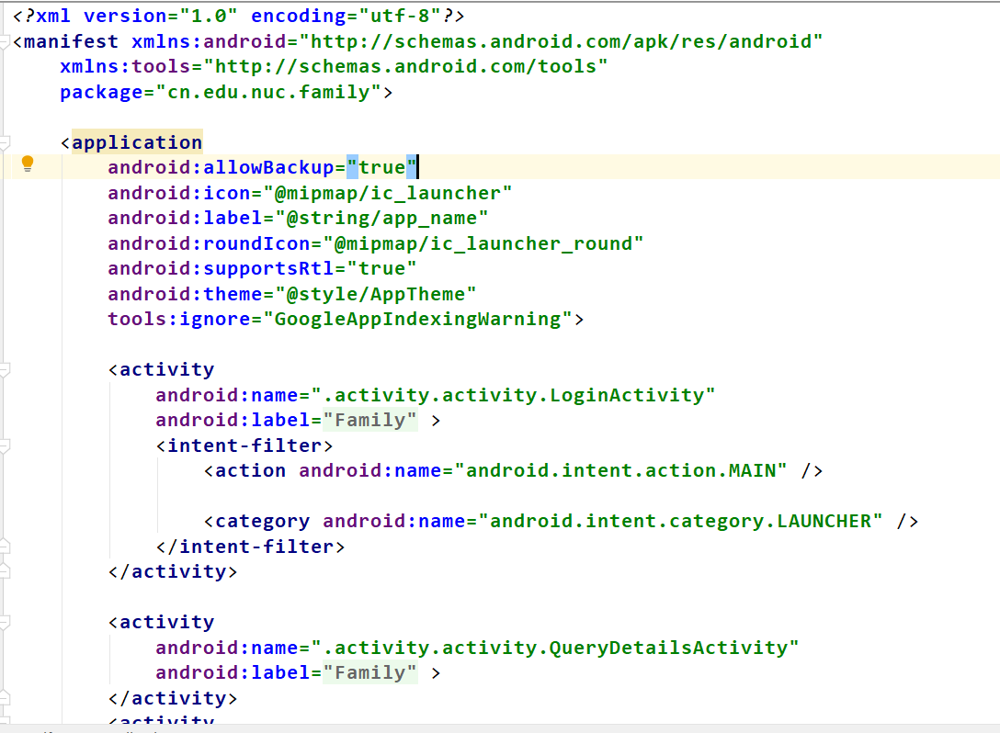 <?xml version="1.0" encoding="utf-8"?>
<manifest xmlns:android="http://schemas.android.com/apk/res/android"
    xmlns:tools="http://schemas.android.com/tools"
    package="cn.edu.nuc.family">

    <application
        android:allowBackup="true"
        android:icon="@mipmap/ic_launcher"
        android:label="@string/app_name"
        android:roundIcon="@mipmap/ic_launcher_round"
        android:supportsRtl="true"
        android:theme="@style/AppTheme"
        tools:ignore="GoogleAppIndexingWarning">

        <activity
            android:name=".activity.activity.LoginActivity"
            android:label="Family" >
            <intent-filter>
                <action android:name="android.intent.action.MAIN" />

                <category android:name="android.intent.category.LAUNCHER" />
            </intent-filter>
        </activity>

        <activity
            android:name=".activity.activity.QueryDetailsActivity"
            android:label="Family" >
        </activity>
        <activity